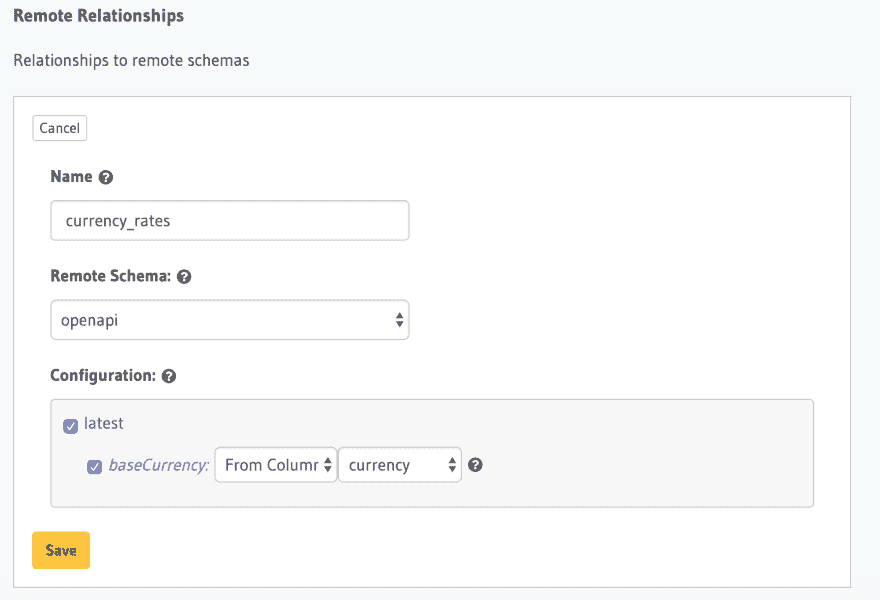 Remote Relationships
Relationships to remote schemas
Cancel
Name ?
currency_rates
Remote Schema: ?
openapi
Configuration: ?
latest
baseCurrency: From Columr currency ?
Save